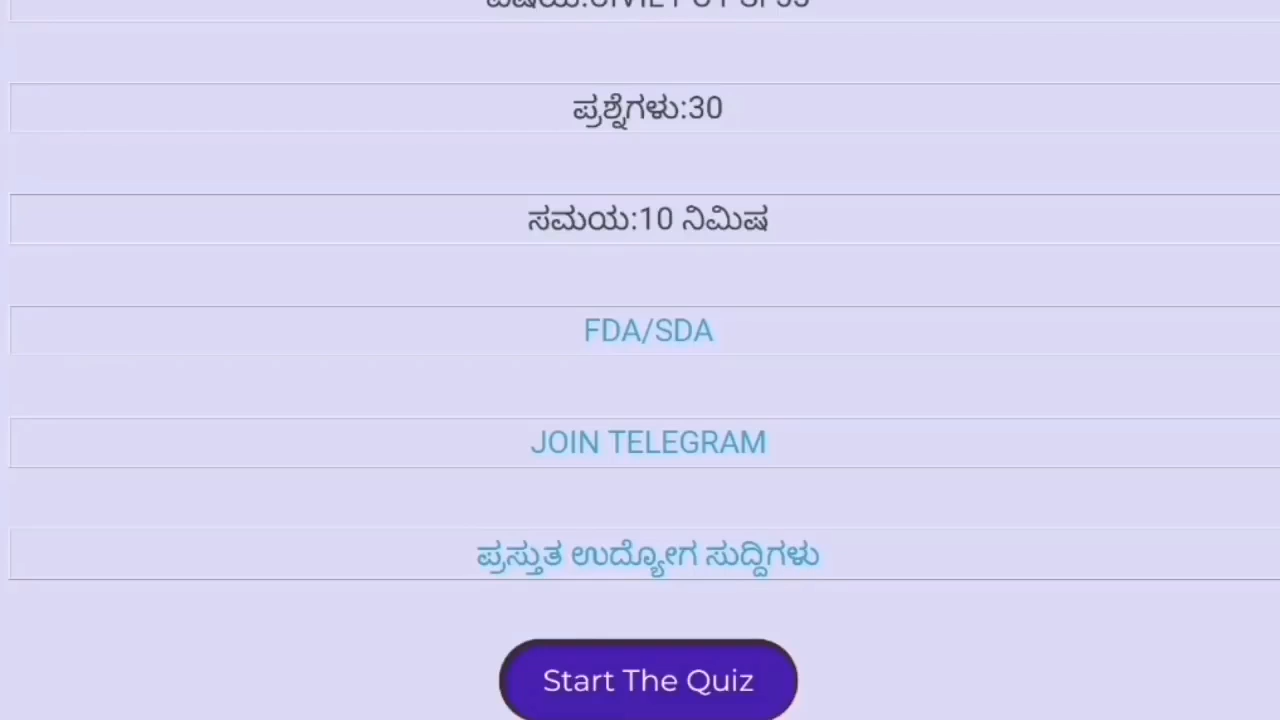 ಪ್ರಶ್ನೆಗಳು:30
ಸಮಯ:10 ನಿಮಿಷ
FDA/SDA
JOIN TELEGRAM
ಪ್ರಸ್ತುತ ಉದ್ಯೋಗ ಸುದ್ದಿಗಳು
Start The Quiz